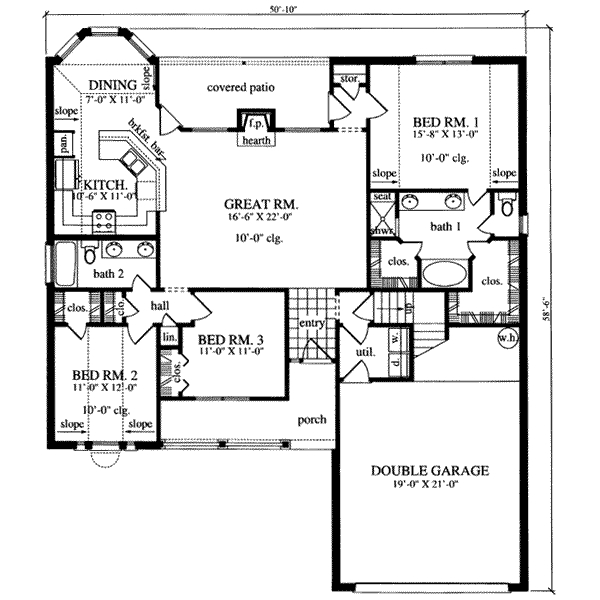 50'-10"
DINING
7'-0" X 11'-0"
slope
slope
covered patio
stor.
f.p.
hearth
BED RM. 1
15'-8" X 13'-0"
10'-0" clg.
slope
slope
pan.
brkfst. bar
KITCH.
10'-6" X 11'-0"
GREAT RM.
16'-6" X 22'-0"
10'-0" clg.
seat
shwr.
bath 1
clos.
clos.
bath 2
58'-6"
clos.
clos.
hall
lin.
BED RM. 3
11'-0" X 11'-0"
clos.
entry
up
util.
w.
d.
w.h.
BED RM. 2
11'-0" X 12'-0"
10'-0" clg.
slope
slope
porch
DOUBLE GARAGE
19'-0" X 21'-0"